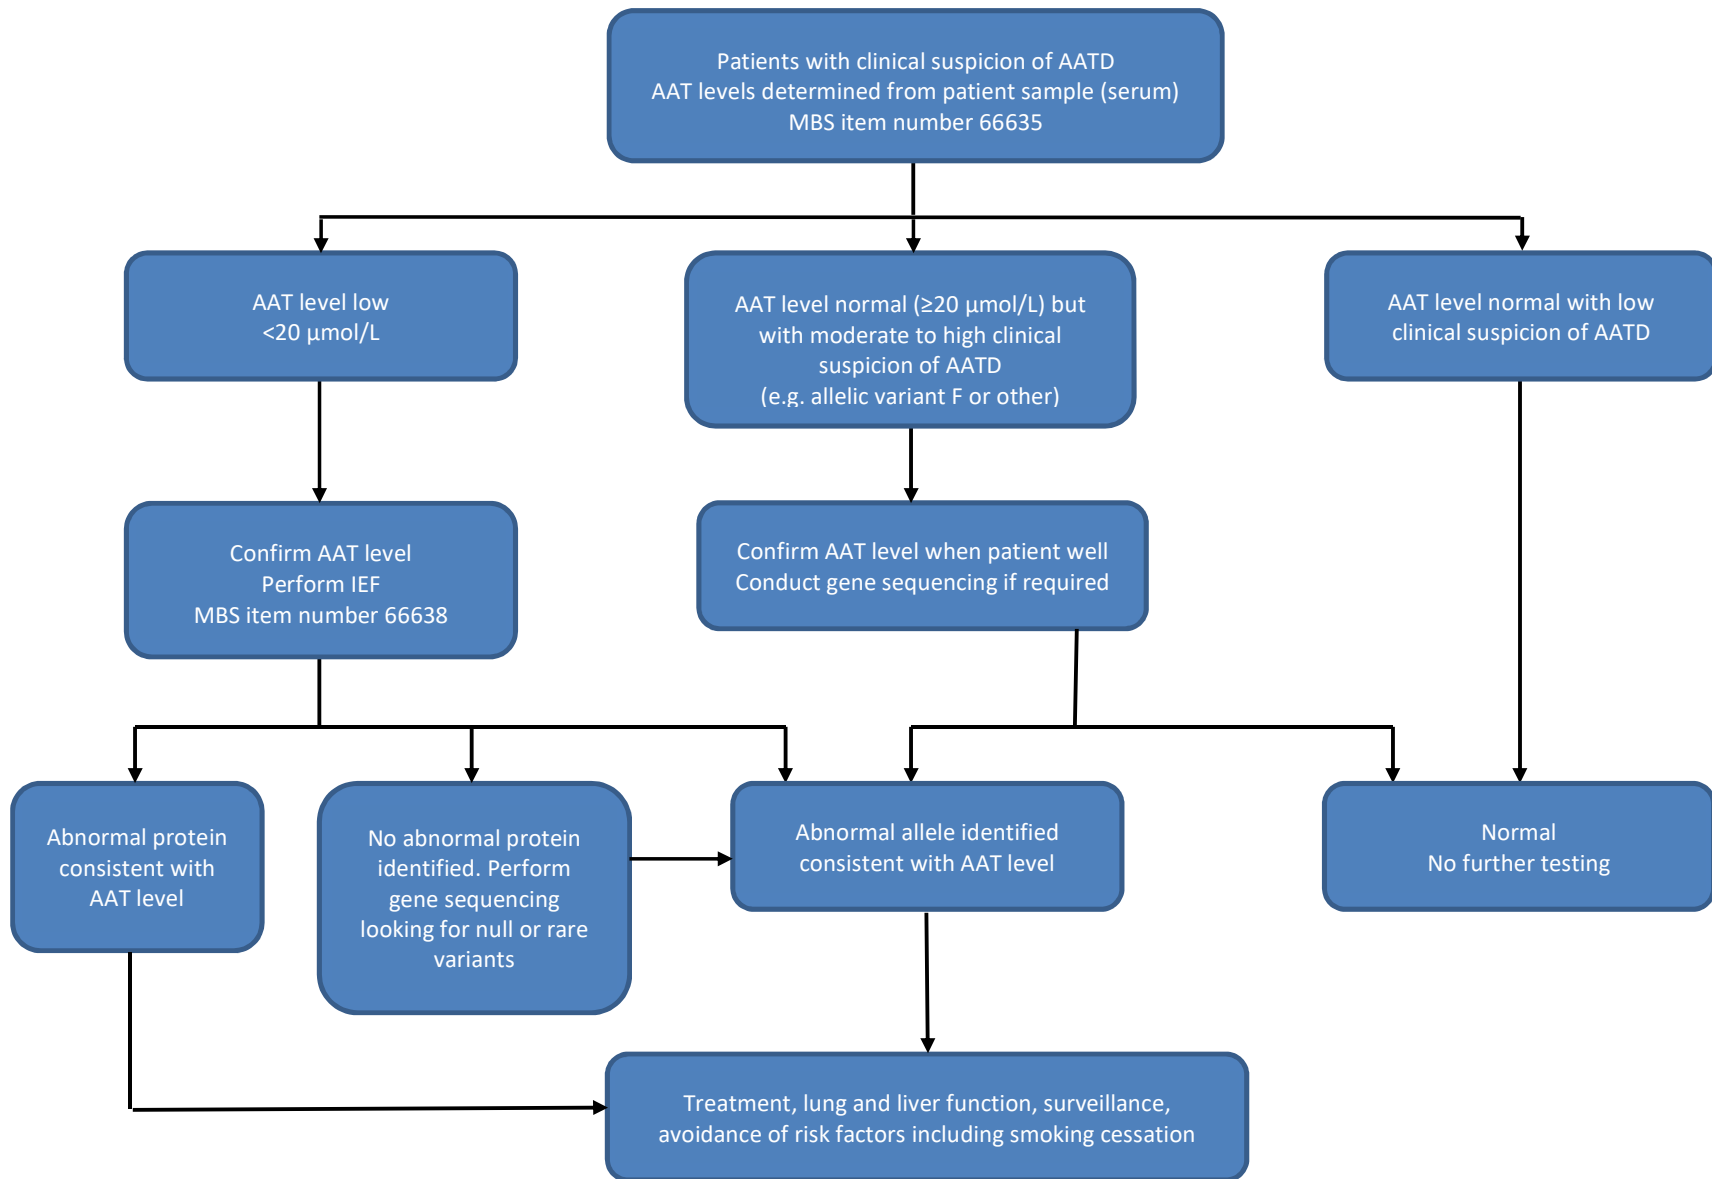 Patients with clinical suspicion of AATD
AAT levels determined from patient sample (serum)
MBS item number 66635
AAT level low
<20 µmol/L
AAT level normal (≥20 µmol/L) but
with moderate to high clinical
suspicion of AATD
(e.g. allelic variant F or other)
AAT level normal with low
clinical suspicion of AATD
Confirm AAT level
Perform IEF
MBS item number 66638
Confirm AAT level when patient well
Conduct gene sequencing if required
Abnormal protein
consistent with
AAT level
No abnormal protein
identified. Perform
gene sequencing
looking for null or rare
variants
Abnormal allele identified
consistent with AAT level
Normal
No further testing
Treatment, lung and liver function, surveillance,
avoidance of risk factors including smoking cessation